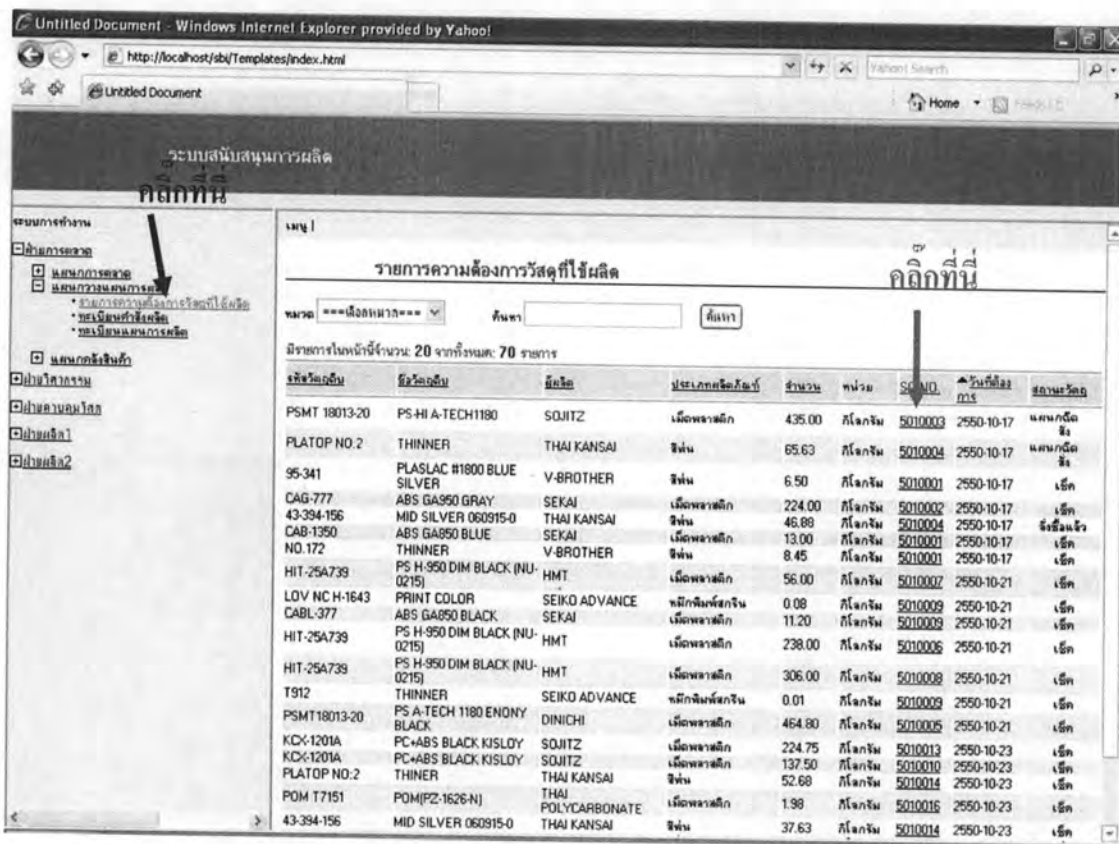 Untitled Document - Windows Internet Explorer provided by Yahoo!
http://localhost/sbi/Templates/index.html
Yahoo! Search
Untitled Document
Home
ระบบสนับสนุนการผลิต
คลิกที่นี่
ระบบการทำงาน
ฝ่ายการตลาด
แผนกการตลาด
แผนกวางแผนการผลิต
รายการความต้องการวัสดุที่ใช้ผลิต
ทะเบียนคำสั่งผลิต
ทะเบียนแผนการผลิต
แผนกคลังสินค้า
ฝ่ายวิศวกรรม
ฝ่ายควบคุมวัสดุ
ฝ่ายผลิต1
ฝ่ายผลิต2
เมนู |
รายการความต้องการวัสดุที่ใช้ผลิต
คลิกที่นี่
หมวด ===เลือกหมวด=== ค้นหา ค้นหา
มีรายการในหน้านี้จำนวน: 20 จากทั้งหมด: 70 รายการ
รหัสวัตถุดิบ ชื่อวัตถุดิบ ผู้ผลิต ประเภทผลิตภัณฑ์ จำนวน หน่วย SO.NO. วันที่ต้องการ สถานะวัตถุ
PSMT 18013-20 PS-HI A-TECH1180 SOJITZ เม็ดพลาสติก 435.00 กิโลกรัม 5010003 2550-10-17 แผนกฉีดสั่ง
PLATOP NO.2 THINNER THAI KANSAI สีพ่น 65.63 กิโลกรัม 5010004 2550-10-17 แผนกฉีดสั่ง
95-341 PLASLAC #1800 BLUE SILVER V-BROTHER สีพ่น 6.50 กิโลกรัม 5010001 2550-10-17 เช็ค
CAG-777 ABS GA950 GRAY SEKAI เม็ดพลาสติก 224.00 กิโลกรัม 5010002 2550-10-17 เช็ค
43-394-156 MID SILVER 060915-0 THAI KANSAI สีพ่น 46.88 กิโลกรัม 5010004 2550-10-17 สั่งซื้อแล้ว
CAB-1350 ABS GA850 BLUE SEKAI เม็ดพลาสติก 13.00 กิโลกรัม 5010001 2550-10-17 เช็ค
NO.172 THINNER V-BROTHER สีพ่น 8.45 กิโลกรัม 5010001 2550-10-17 เช็ค
HIT-25A739 PS H-950 DIM BLACK (NU-0215) HMT เม็ดพลาสติก 56.00 กิโลกรัม 5010007 2550-10-21 เช็ค
LOV NC H-1643 PRINT COLOR SEIKO ADVANCE หมึกพิมพ์สกรีน 0.08 กิโลกรัม 5010009 2550-10-21 เช็ค
CABL-377 ABS GA850 BLACK SEKAI เม็ดพลาสติก 11.20 กิโลกรัม 5010009 2550-10-21 เช็ค
HIT-25A739 PS H-950 DIM BLACK (NU-0215) HMT เม็ดพลาสติก 238.00 กิโลกรัม 5010006 2550-10-21 เช็ค
HIT-25A739 PS H-950 DIM BLACK (NU-0215) HMT เม็ดพลาสติก 306.00 กิโลกรัม 5010008 2550-10-21 เช็ค
T912 THINNER SEIKO ADVANCE หมึกพิมพ์สกรีน 0.01 กิโลกรัม 5010009 2550-10-21 เช็ค
PSMT18013-20 PS A-TECH 1180 ENONY BLACK DINICHI เม็ดพลาสติก 464.80 กิโลกรัม 5010005 2550-10-21 เช็ค
KCX-1201A PC+ABS BLACK KISLOY SOJITZ เม็ดพลาสติก 224.75 กิโลกรัม 5010013 2550-10-23 เช็ค
KCX-1201A PC+ABS BLACK KISLOY SOJITZ เม็ดพลาสติก 137.50 กิโลกรัม 5010010 2550-10-23 เช็ค
PLATOP NO:2 THINER THAI KANSAI สีพ่น 52.68 กิโลกรัม 5010014 2550-10-23 เช็ค
POM T7151 POM(PZ-1626-N) THAI POLYCARBONATE เม็ดพลาสติก 1.98 กิโลกรัม 5010016 2550-10-23 เช็ค
43-394-156 MID SILVER 060915-0 THAI KANSAI สีพ่น 37.63 กิโลกรัม 5010014 2550-10-23 เช็ค